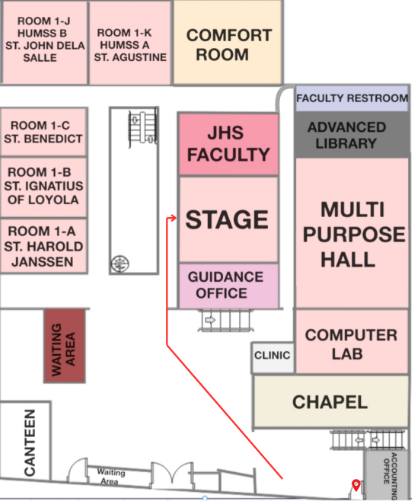 ROOM 1-J
HUMSS B
ST. JOHN DELA
SALLE
ROOM 1-K
HUMSS A
ST. AGUSTINE
COMFORT
ROOM
FACULTY RESTROOM
ROOM 1-C
ST. BENEDICT
JHS
FACULTY
ADVANCED
LIBRARY
ROOM 1-B
ST. IGNATIUS
OF LOYOLA
STAGE
MULTI
PURPOSE
HALL
ROOM 1-A
ST. HAROLD
JANSSEN
GUIDANCE
OFFICE
WAITING
AREA
COMPUTER
LAB
CLINIC
CHAPEL
CANTEEN
Waiting
Area
ACCOUNTING
OFFICE